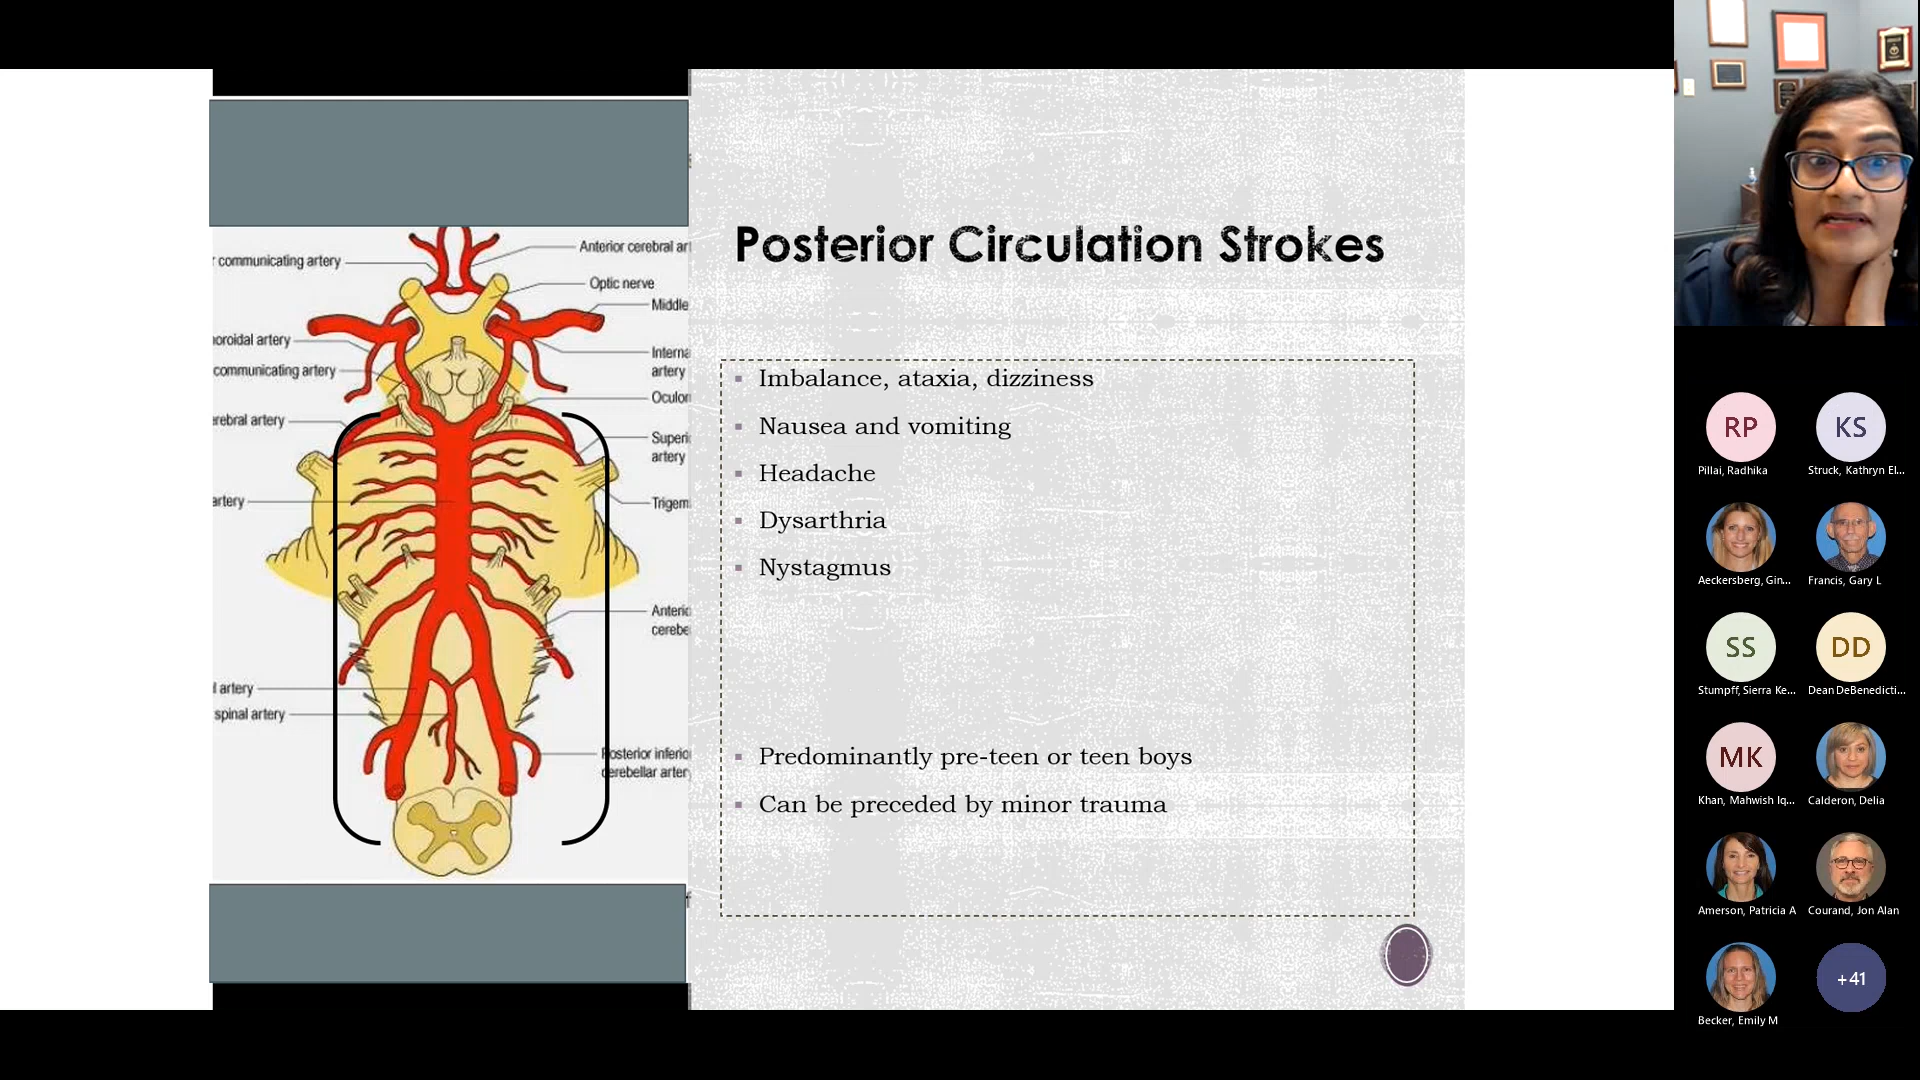 Anterior cerebral ar
communicating artery
Optic nerve
Middle
oroidal artery
Interna
artery
communicating artery
Oculon
rebral artery
Superi
artery
artery
Trigem
Anterio
cerebe
l artery
spinal artery
Posterior inferio
cerebellar arter
Posterior Circulation Strokes
Imbalance, ataxia, dizziness
Nausea and vomiting
Headache
Dysarthria
Nystagmus
Predominantly pre-teen or teen boys
Can be preceded by minor trauma
RP
Pillai, Radhika
KS
Struck, Kathryn El...
Aeckersberg, Gin...
Francis, Gary L
SS
Stumpff, Sierra Ke...
DD
Dean DeBenedicti...
MK
Khan, Mahwish Iq...
Calderon, Delia
Amerson, Patricia A
Courand, Jon Alan
Becker, Emily M
+41